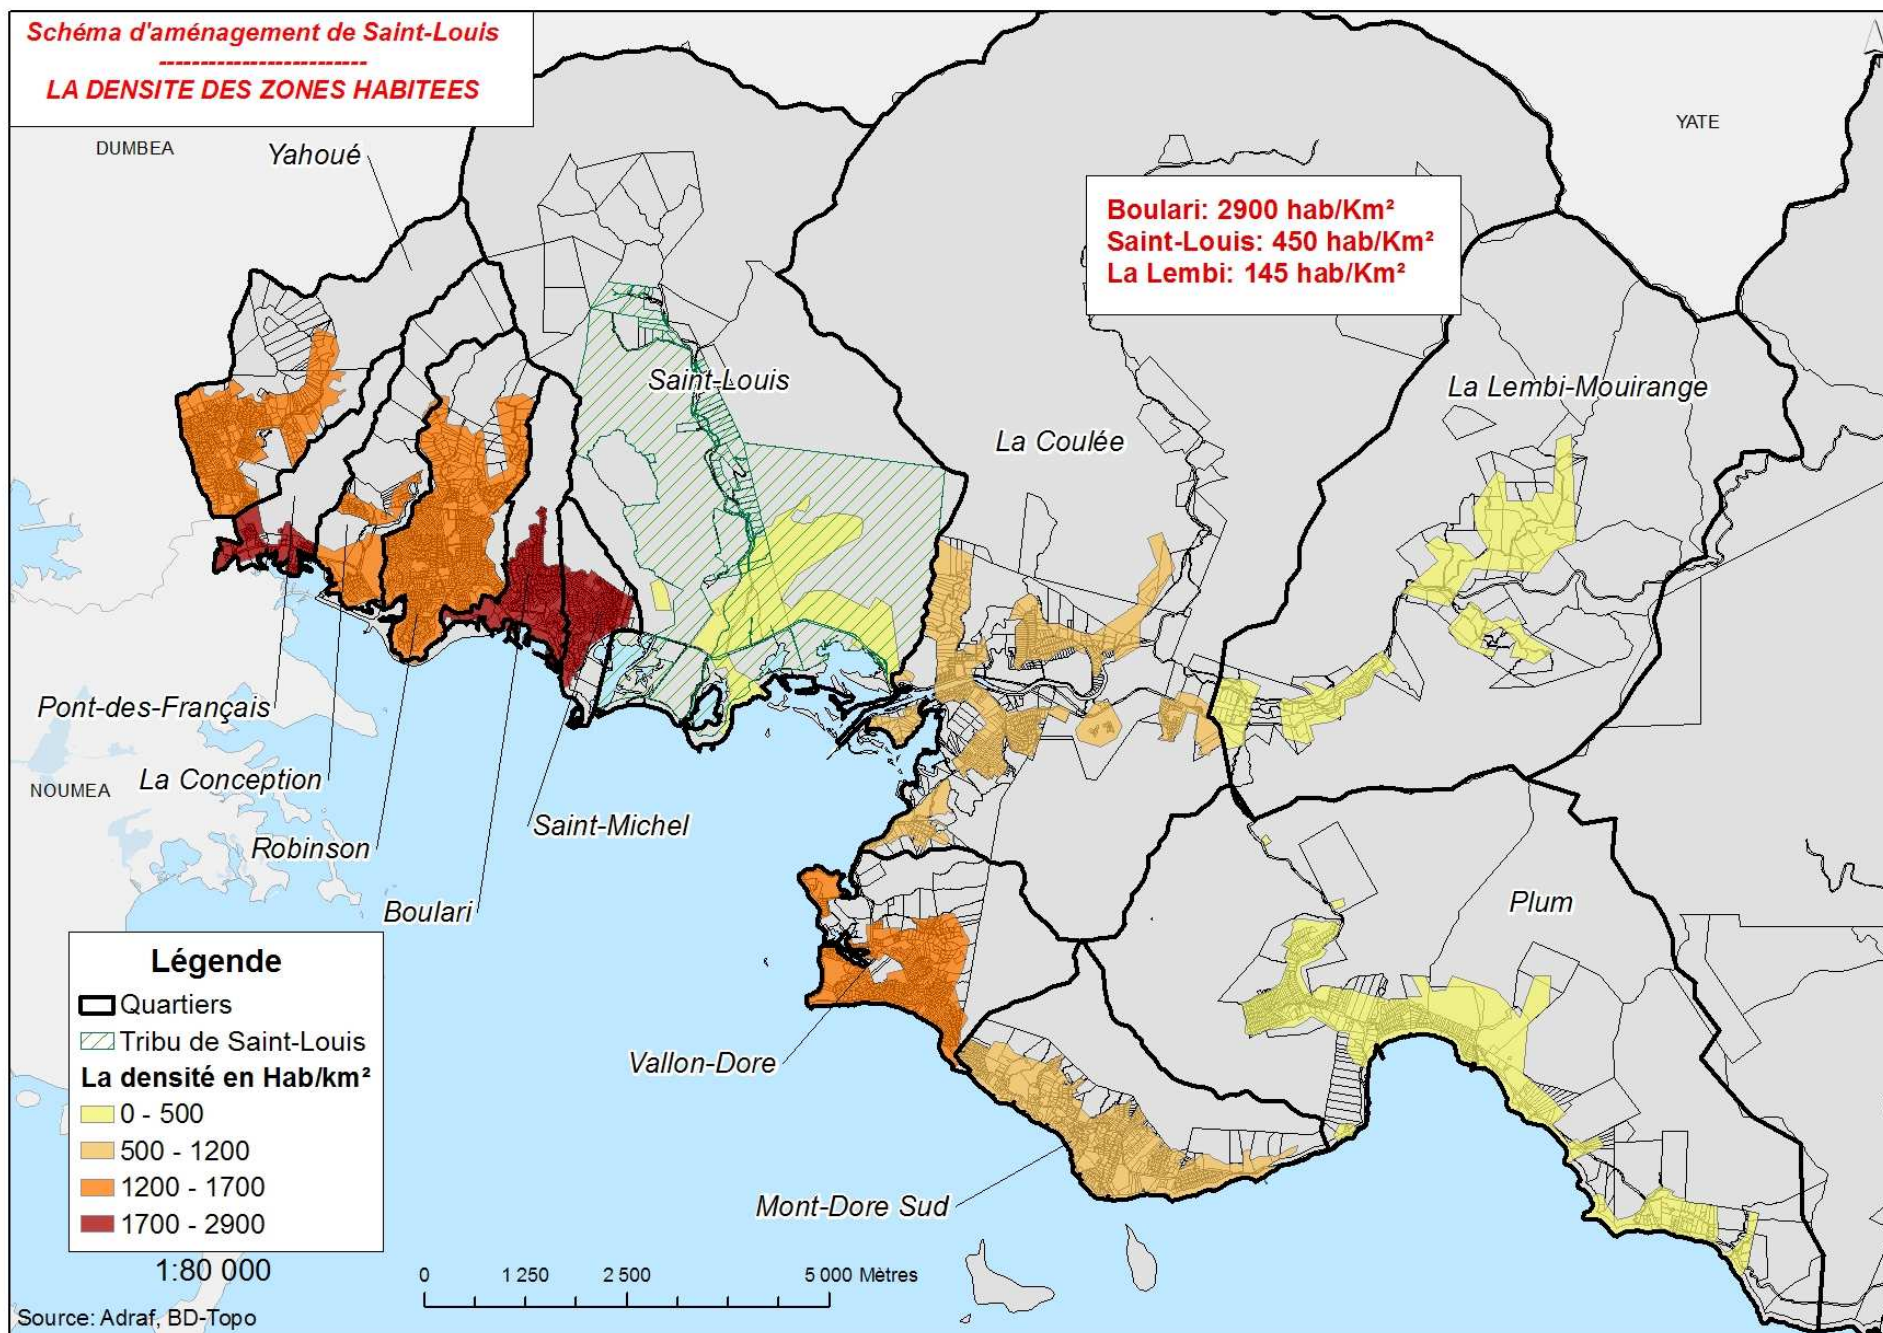 Schéma d'aménagement de Saint-Louis
-------------------------
LA DENSITE DES ZONES HABITEES
DUMBEA
Yahoué
YATE
N
Boulari: 2900 hab/Km²
Saint-Louis: 450 hab/Km²
La Lembi: 145 hab/Km²
Saint-Louis
La Coulée
La Lembi-Mouirange
Pont-des-Français
La Conception
NOUMEA
Saint-Michel
Robinson
Boulari
Plum
Vallon-Dore
Mont-Dore Sud
Légende
Quartiers
Tribu de Saint-Louis
La densité en Hab/km²
0 - 500
500 - 1200
1200 - 1700
1700 - 2900
1:80 000
0 1 250 2 500 5 000 Mètres
Source: Adraf, BD-Topo